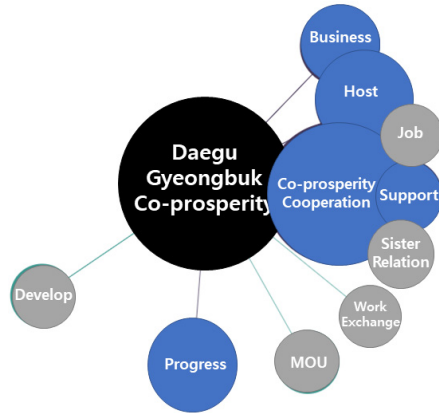 Business
Host
Job
Daegu
Gyeongbuk
Co-prosperity
Co-prosperity
Cooperation
Support
Sister
Relation
Develop
Work
Exchange
Progress
MOU